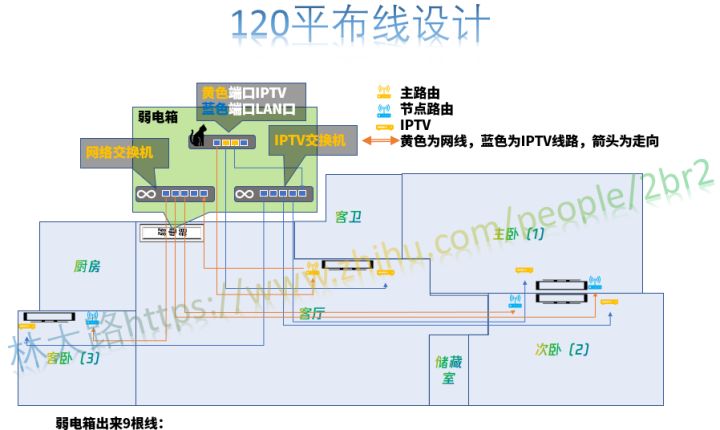 120平布线设计
黄色端口IPTV
蓝色端口LAN口
主路由
节点路由
IPTV
黄色为网线，蓝色为IPTV线路，箭头为走向
弱电箱
网络交换机
IPTV交换机
弱电箱
客卫
主卧（1）
厨房
客厅
客卧（3）
储藏室
次卧（2）
林大路https://www.zhihu.com/people/2br2
弱电箱出来9根线：